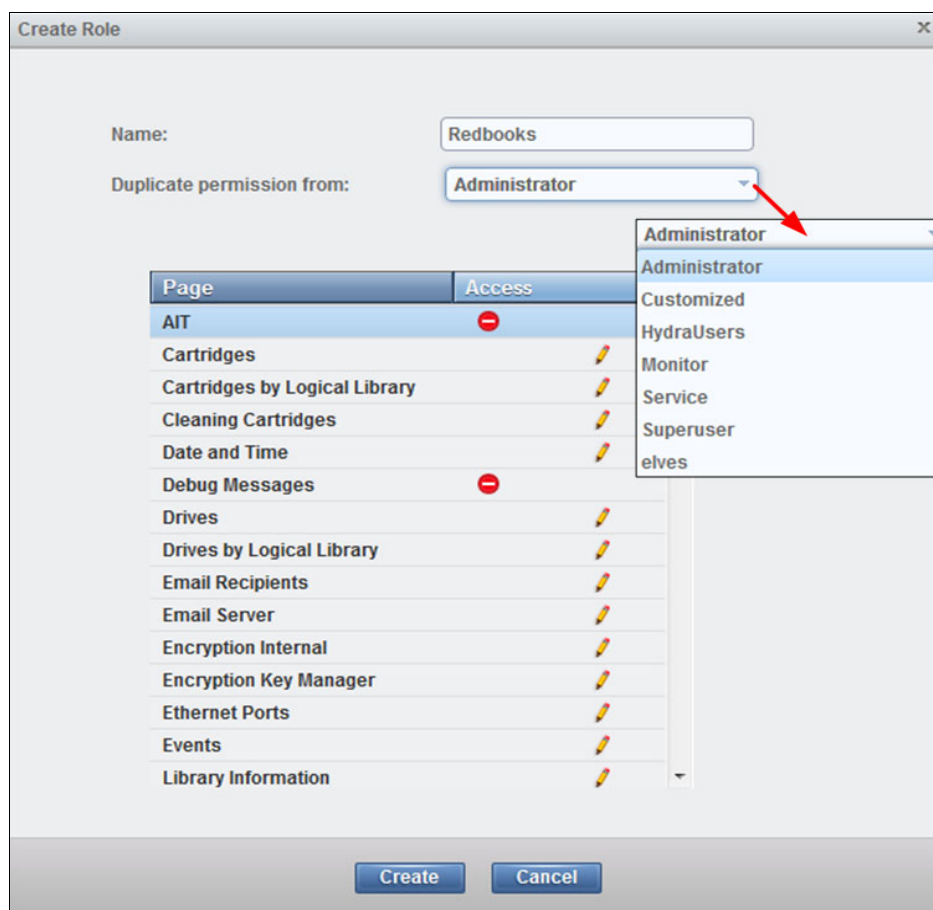 Create Role
Name: Redbooks
Duplicate permission from: Administrator
Administrator
Administrator
Customized
HydraUsers
Monitor
Service
Superuser
elves
Page Access
AIT
Cartridges
Cartridges by Logical Library
Cleaning Cartridges
Date and Time
Debug Messages
Drives
Drives by Logical Library
Email Recipients
Email Server
Encryption Internal
Encryption Key Manager
Ethernet Ports
Events
Library Information
Create Cancel